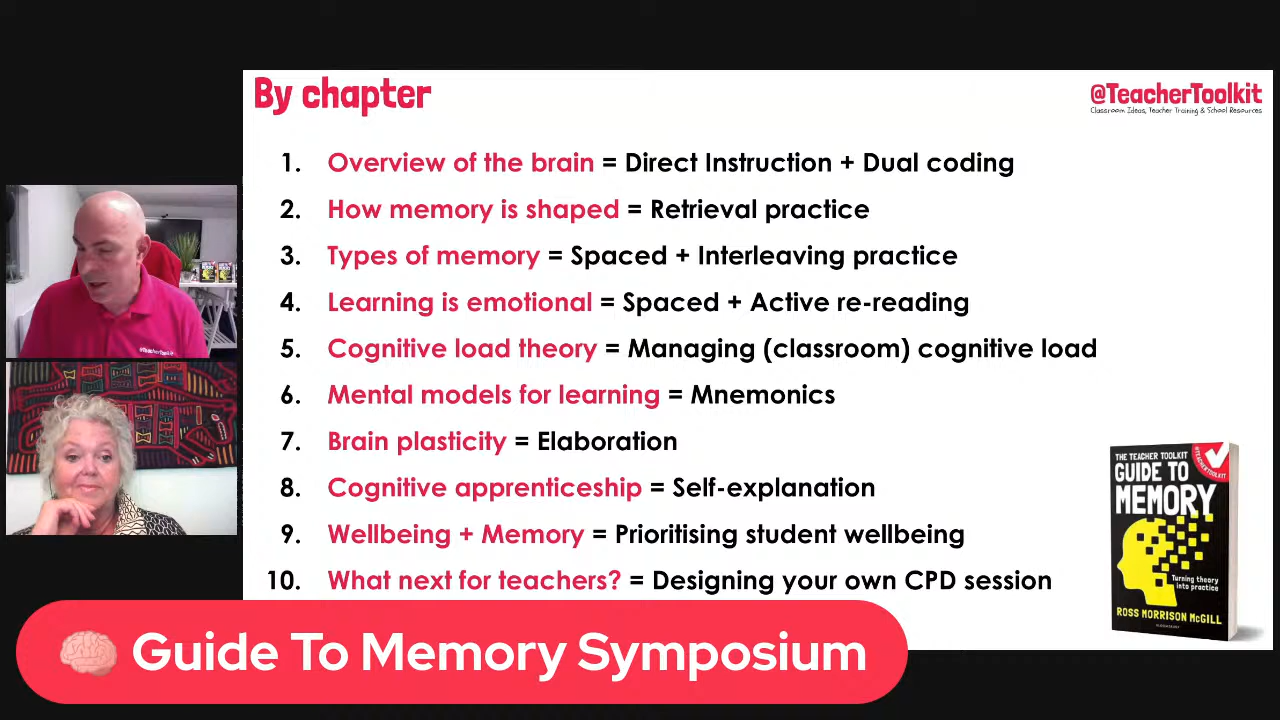 By chapter
@TeacherToolkit
Classroom Ideas, Teacher Training & School Resources
1. Overview of the brain = Direct Instruction + Dual coding
2. How memory is shaped = Retrieval practice
3. Types of memory = Spaced + Interleaving practice
4. Learning is emotional = Spaced + Active re-reading
5. Cognitive load theory = Managing (classroom) cognitive load
6. Mental models for learning = Mnemonics
7. Brain plasticity = Elaboration
8. Cognitive apprenticeship = Self-explanation
9. Wellbeing + Memory = Prioritising student wellbeing
10. What next for teachers? = Designing your own CPD session
@TeacherToolkit
THE TEACHER TOOLKIT
GUIDE TO
MEMORY
@TEACHERTOOLKIT
Turning theory
into practice
ROSS MORRISON McGILL
BLOOMSBURY
Guide To Memory Symposium